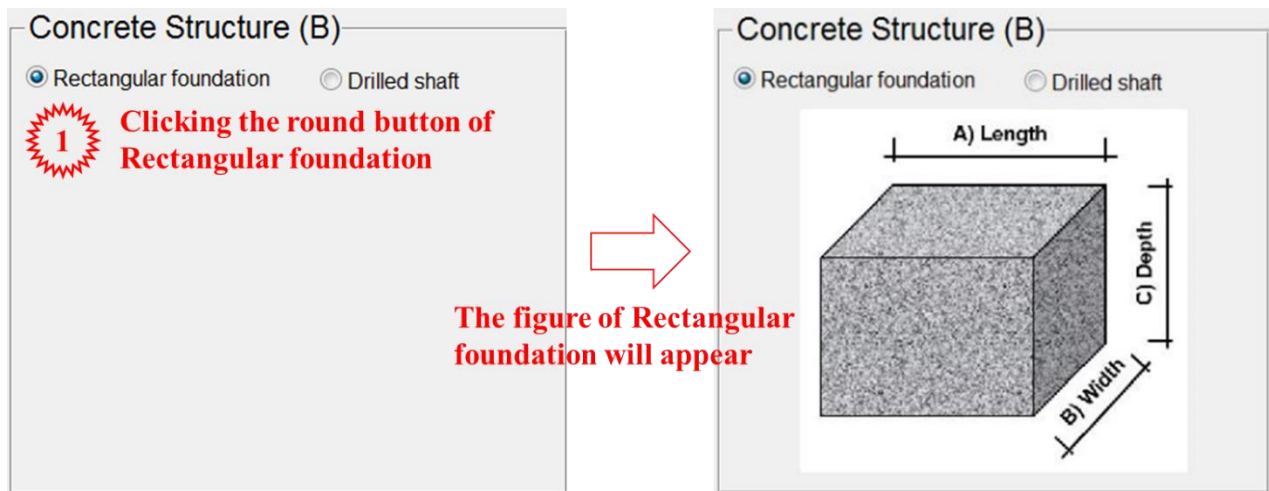 Concrete Structure (B)
Rectangular foundation Drilled shaft
1
Clicking the round button of
Rectangular foundation
The figure of Rectangular
foundation will appear
Concrete Structure (B)
Rectangular foundation Drilled shaft
A) Length
C) Depth
B) Width